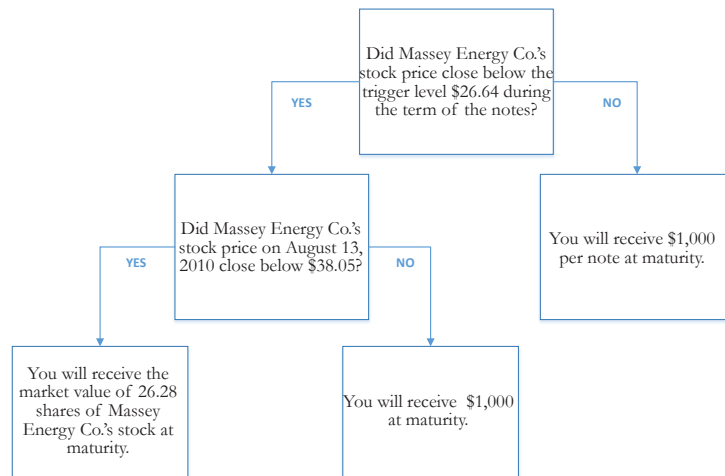 Did Massey Energy Co.'s
stock price close below the
trigger level $26.64 during
the term of the notes?
YES
NO
Did Massey Energy Co.'s
stock price on August 13,
2010 close below $38.05?
You will receive $1,000
per note at maturity.
YES
NO
You will receive the
market value of 26.28
shares of Massey
Energy Co.'s stock at
maturity.
You will receive $1,000
at maturity.